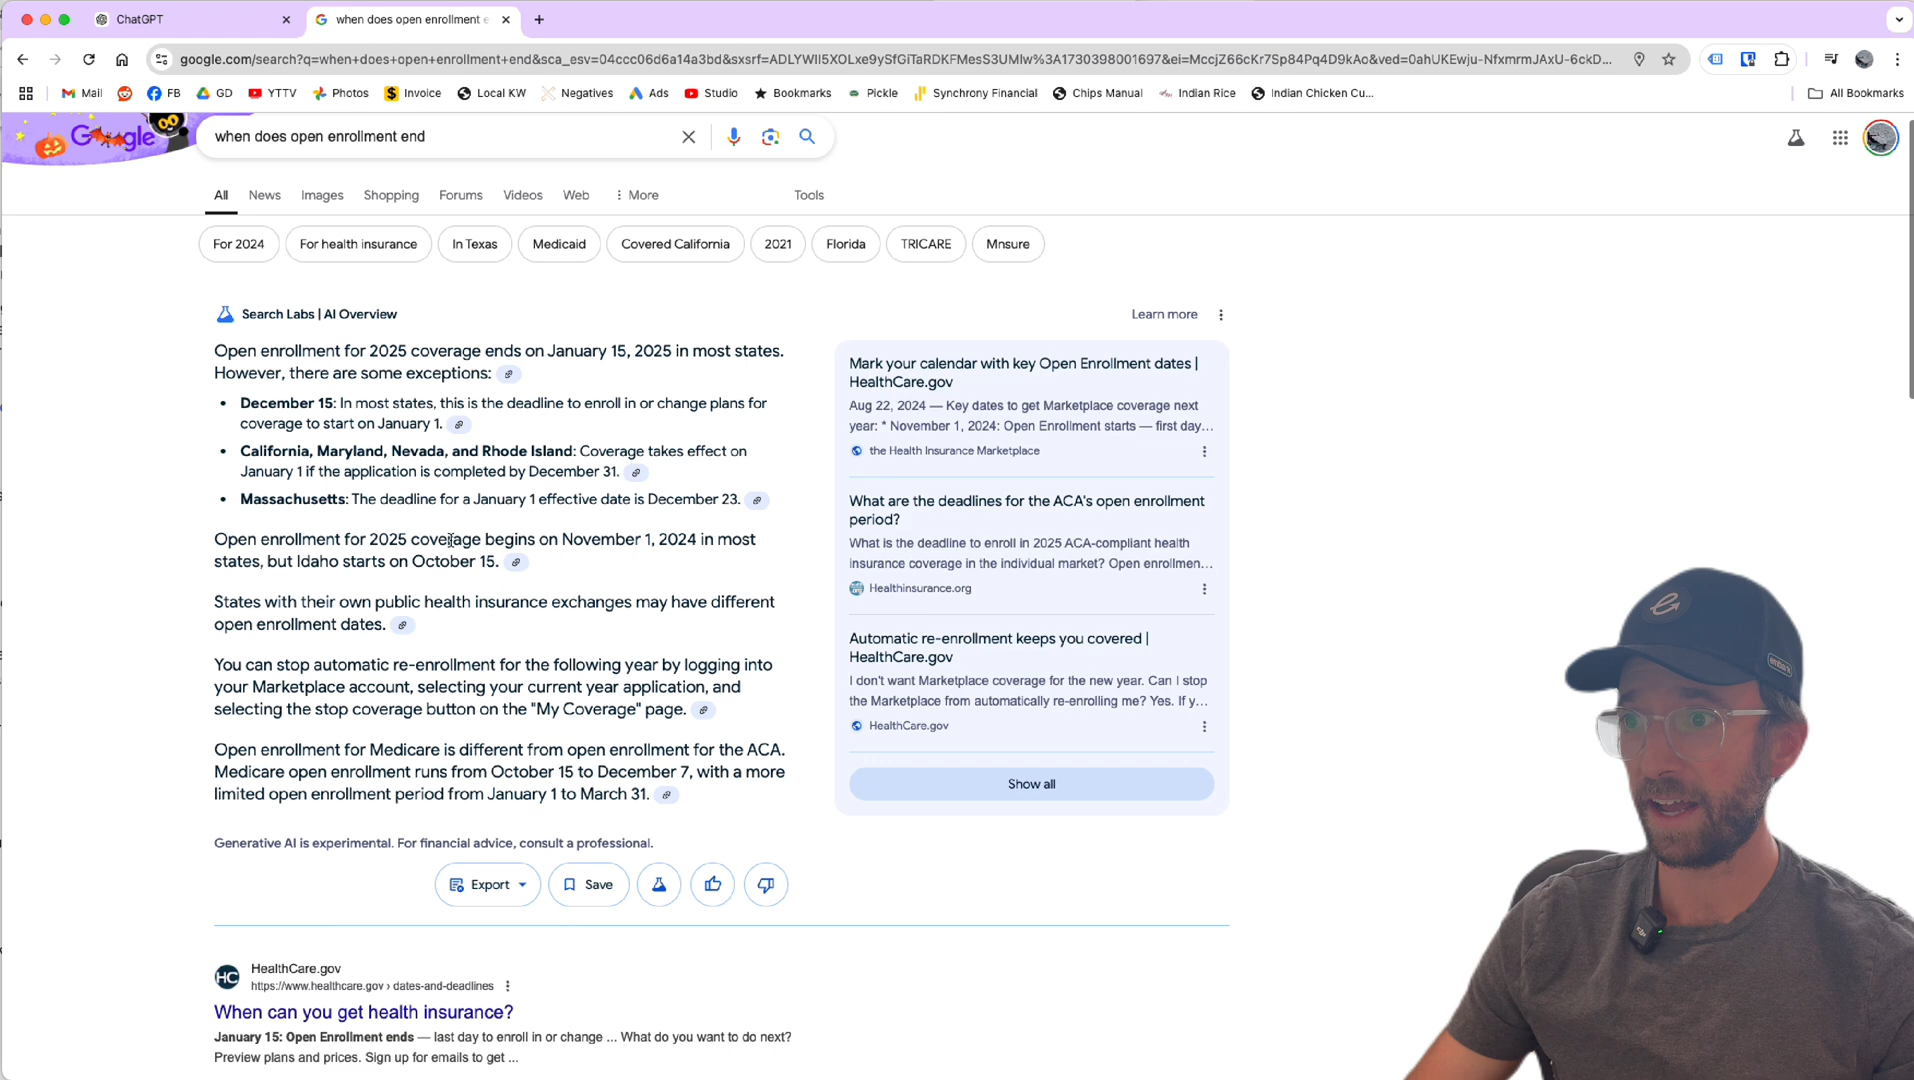 ChatGPT
when does open enrollment e
google.com/search?q=when+does+open+enrollment+end&sca_esv=04ccc06d6a14a3bd&sxsrf=ADLYWII5XOLxe9ySfGiTaRDKFMesS3UMIw%3A1730398001697&ei=MccjZ66cKr7Sp84Pq4D9kAo&ved=0ahUKEwju-NfxmrmJAxU-6ckD...
Mail
FB
GD
YTTV
Photos
Invoice
Local KW
Negatives
Ads
Studio
Bookmarks
Pickle
Synchrony Financial
Chips Manual
Indian Rice
Indian Chicken Cu...
All Bookmarks
Google
when does open enrollment end
All
News
Images
Shopping
Forums
Videos
Web
More
Tools
For 2024
For health insurance
In Texas
Medicaid
Covered California
2021
Florida
TRICARE
Mnsure
Search Labs | AI Overview
Learn more
Open enrollment for 2025 coverage ends on January 15, 2025 in most states.
However, there are some exceptions:
• December 15: In most states, this is the deadline to enroll in or change plans for
coverage to start on January 1.
• California, Maryland, Nevada, and Rhode Island: Coverage takes effect on
January 1 if the application is completed by December 31.
• Massachusetts: The deadline for a January 1 effective date is December 23.
Open enrollment for 2025 coverage begins on November 1, 2024 in most
states, but Idaho starts on October 15.
States with their own public health insurance exchanges may have different
open enrollment dates.
You can stop automatic re-enrollment for the following year by logging into
your Marketplace account, selecting your current year application, and
selecting the stop coverage button on the "My Coverage" page.
Open enrollment for Medicare is different from open enrollment for the ACA.
Medicare open enrollment runs from October 15 to December 7, with a more
limited open enrollment period from January 1 to March 31.
Generative AI is experimental. For financial advice, consult a professional.
Export
Save
Mark your calendar with key Open Enrollment dates |
HealthCare.gov
Aug 22, 2024 — Key dates to get Marketplace coverage next
year: * November 1, 2024: Open Enrollment starts — first day...
the Health Insurance Marketplace
What are the deadlines for the ACA's open enrollment
period?
What is the deadline to enroll in 2025 ACA-compliant health
insurance coverage in the individual market? Open enrollmen...
Healthinsurance.org
Automatic re-enrollment keeps you covered |
HealthCare.gov
I don't want Marketplace coverage for the new year. Can I stop
the Marketplace from automatically re-enrolling me? Yes. If y...
HealthCare.gov
Show all
HC
HealthCare.gov
https://www.healthcare.gov › dates-and-deadlines
When can you get health insurance?
January 15: Open Enrollment ends — last day to enroll in or change ... What do you want to do next?
Preview plans and prices. Sign up for emails to get ...